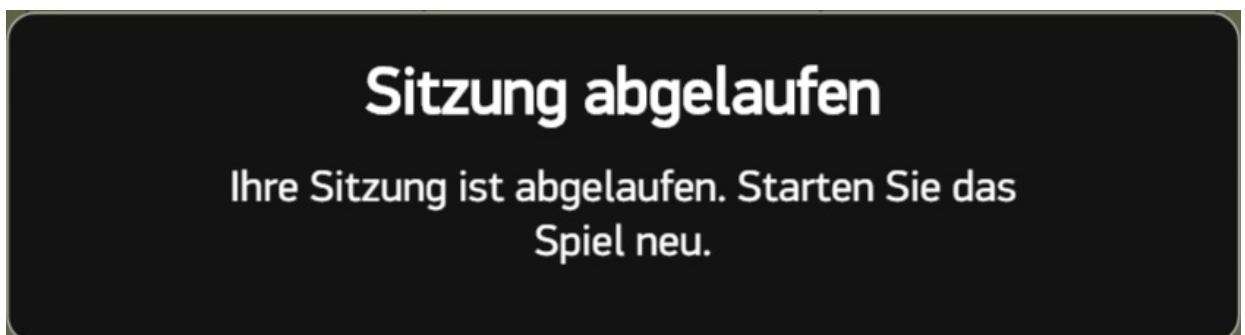 Sitzung abgelaufen
Ihre Sitzung ist abgelaufen. Starten Sie das
Spiel neu.